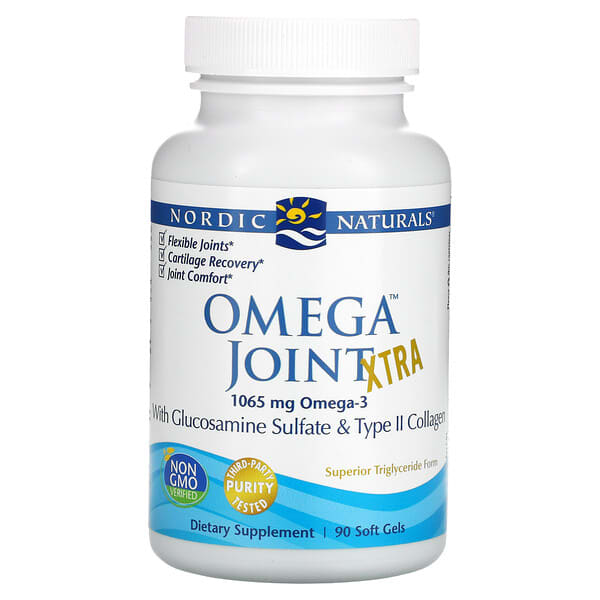 NORDIC NATURALS®
Flexible Joints*
Cartilage Recovery*
Joint Comfort*
OMEGA™
JOINT XTRA
1065 mg Omega-3
With Glucosamine Sulfate & Type II Collagen
Superior Triglyceride Form
NON
GMO
VERIFIED
THIRD-PARTY
PURITY
TESTED
Dietary Supplement | 90 Soft Gels